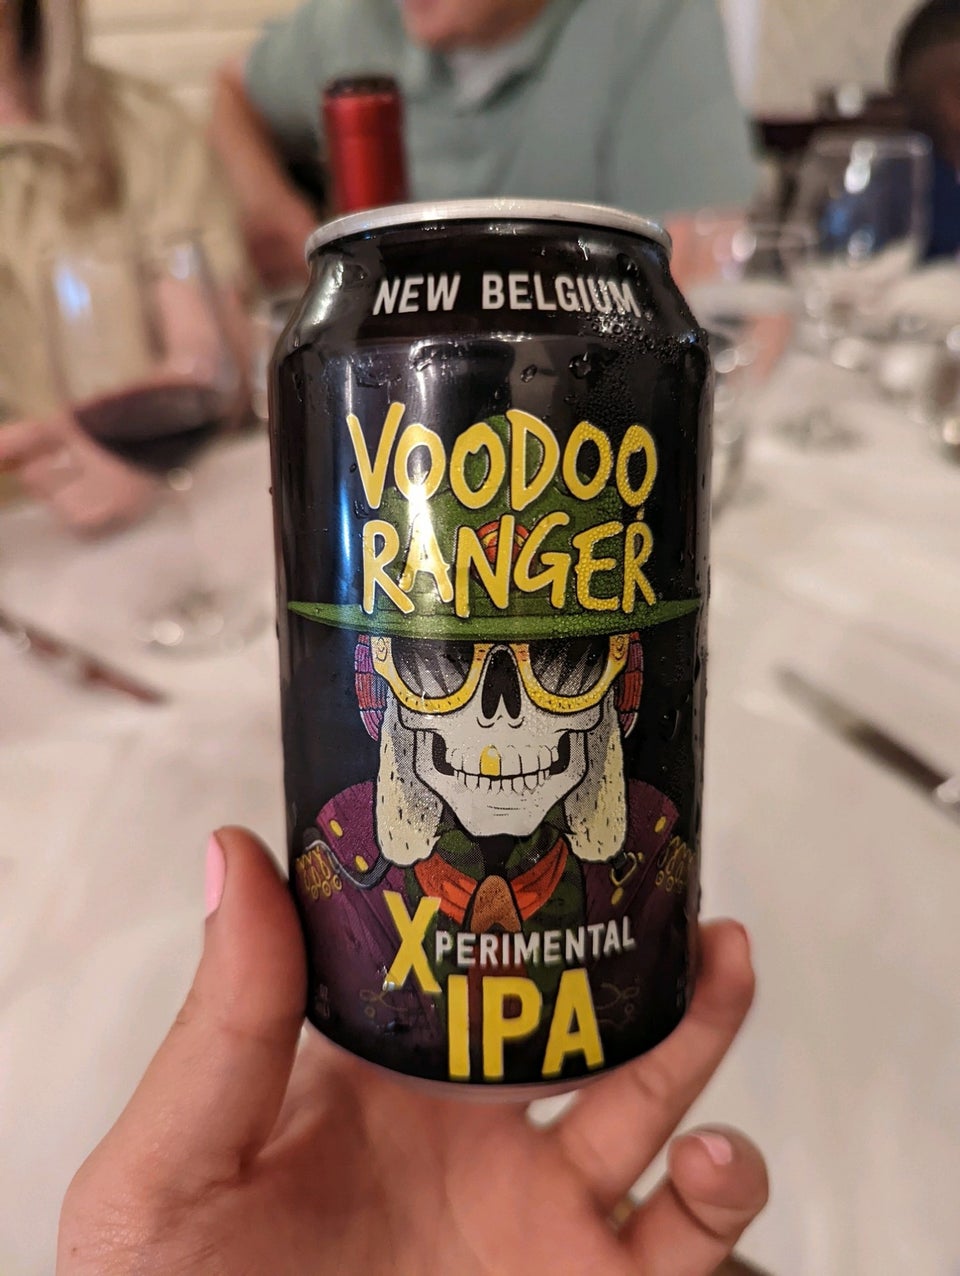 NEW BELGIUM
VOODOO
RANGER
XPERIMENTAL
IPA